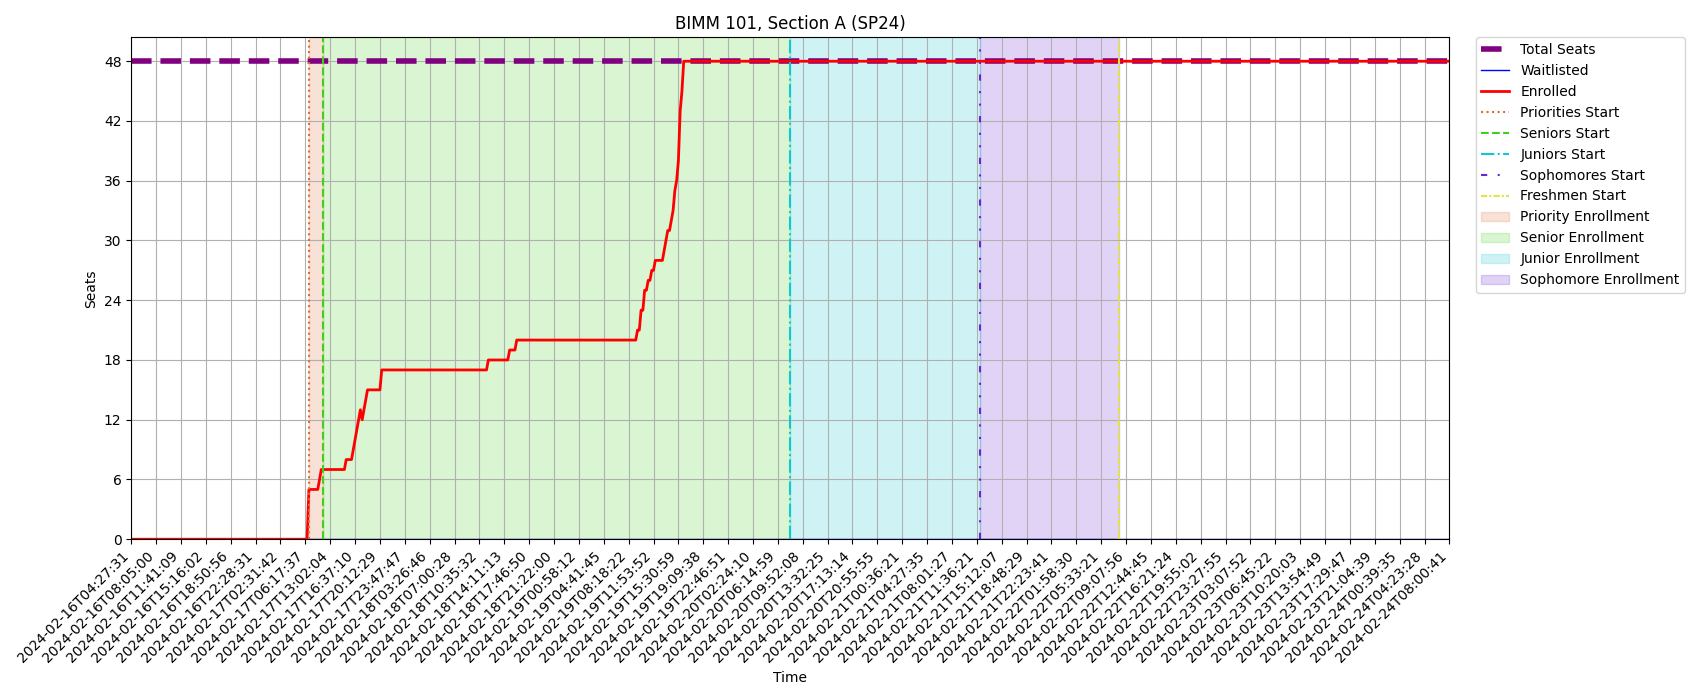 BIMM 101, Section A (SP24)
Total Seats
Waitlisted
Enrolled
Priorities Start
Seniors Start
Juniors Start
Sophomores Start
Freshmen Start
Priority Enrollment
Senior Enrollment
Junior Enrollment
Sophomore Enrollment
Seats
48
42
36
30
24
18
12
6
0
2024-02-16T04:27:31
2024-02-16T08:05:00
2024-02-16T11:41:09
2024-02-16T15:16:02
2024-02-16T18:50:56
2024-02-16T22:28:31
2024-02-17T02:31:42
2024-02-17T06:17:37
2024-02-17T13:02:04
2024-02-17T16:37:10
2024-02-17T20:12:29
2024-02-17T23:47:47
2024-02-18T03:26:46
2024-02-18T07:00:28
2024-02-18T10:35:32
2024-02-18T14:11:13
2024-02-18T17:46:50
2024-02-18T21:22:00
2024-02-19T00:58:12
2024-02-19T04:41:45
2024-02-19T08:18:22
2024-02-19T11:53:52
2024-02-19T15:30:59
2024-02-19T19:09:38
2024-02-19T22:46:51
2024-02-20T02:24:10
2024-02-20T06:14:59
2024-02-20T09:52:08
2024-02-20T13:32:25
2024-02-20T17:13:14
2024-02-20T20:55:55
2024-02-21T00:36:21
2024-02-21T04:27:35
2024-02-21T08:01:27
2024-02-21T11:36:21
2024-02-21T15:12:07
2024-02-21T18:48:29
2024-02-21T22:23:41
2024-02-22T01:58:30
2024-02-22T05:33:21
2024-02-22T09:07:56
2024-02-22T12:44:45
2024-02-22T16:21:24
2024-02-22T19:55:02
2024-02-22T23:27:55
2024-02-23T03:07:52
2024-02-23T06:45:22
2024-02-23T10:20:03
2024-02-23T13:54:49
2024-02-23T17:29:47
2024-02-23T21:04:39
2024-02-24T00:39:35
2024-02-24T04:23:28
2024-02-24T08:00:41
Time